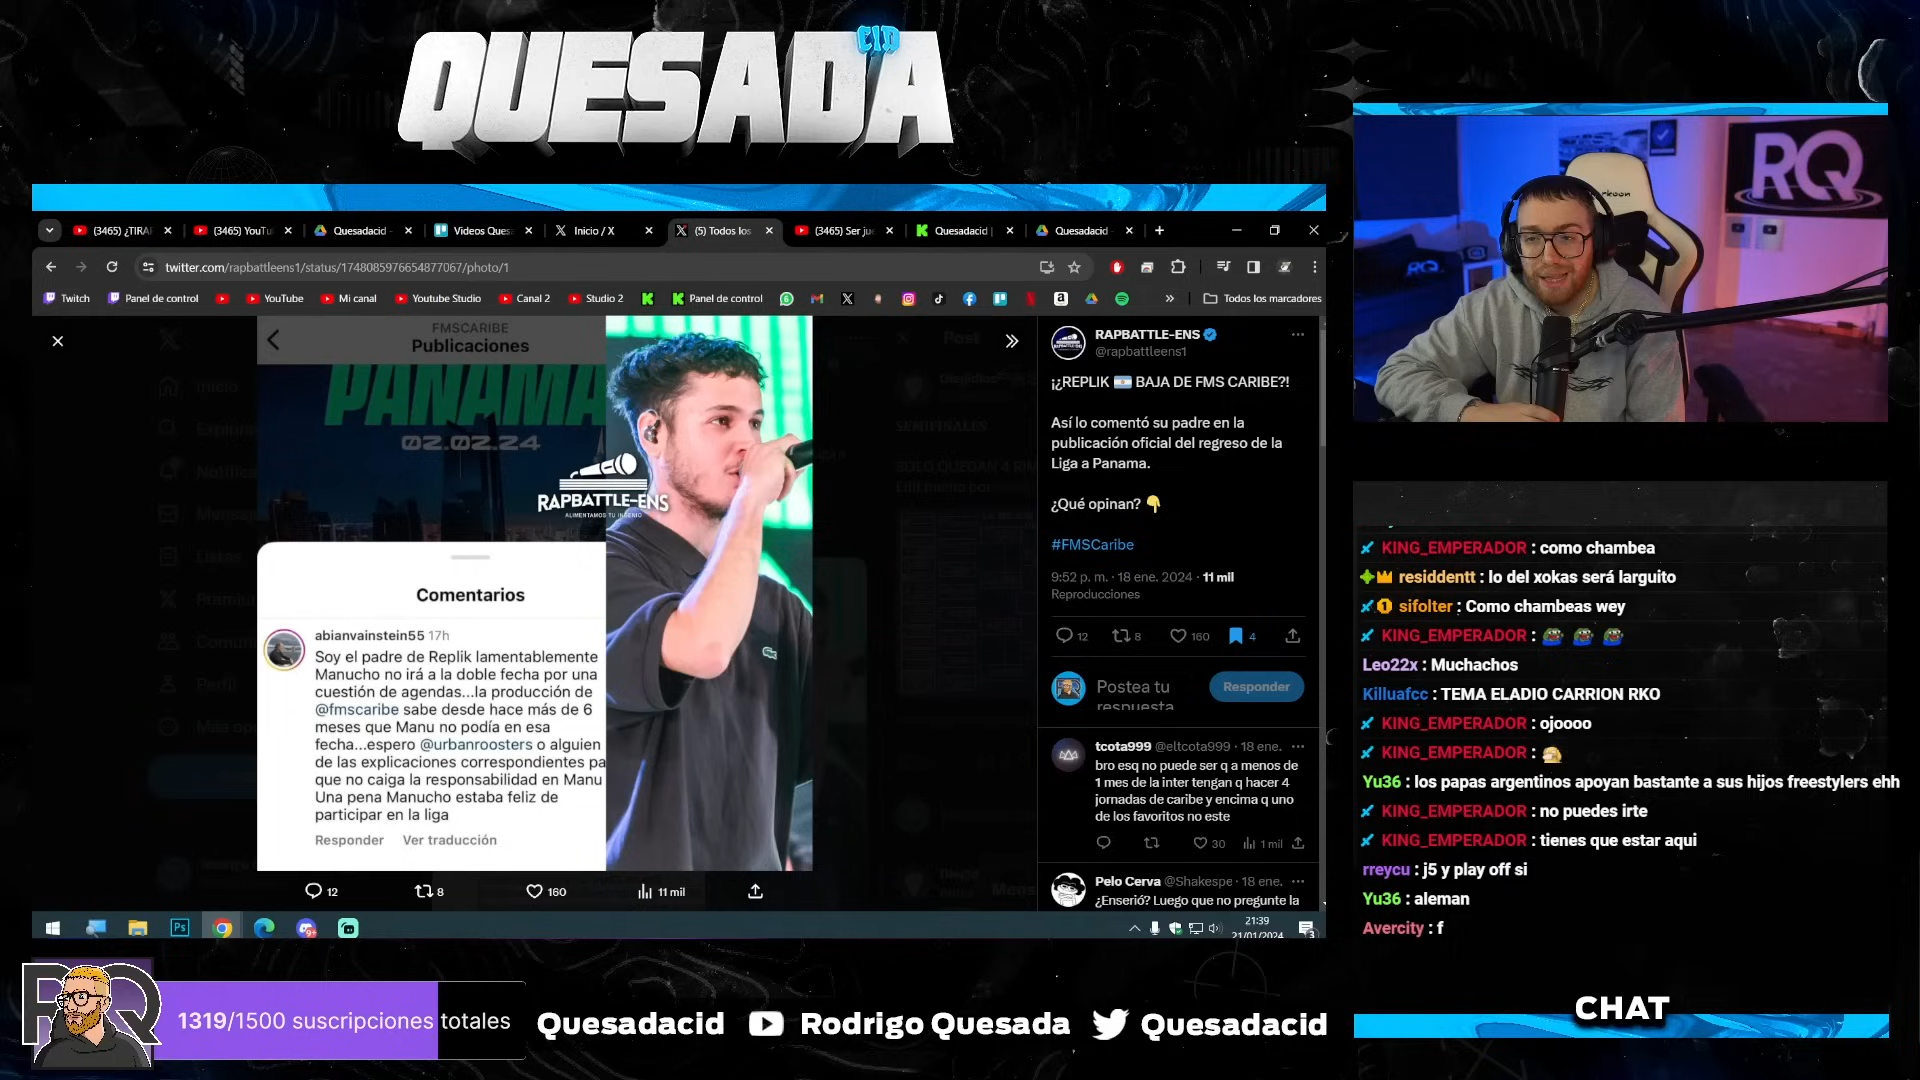 QUESADA
CID
(3465) ¿TIRA
(3465) YouTu
Quesadacid -
Videos Ques
Inicio / X
(5) Todos los
(3465) Ser jue
Quesadacid |
Quesadacid -
twitter.com/rapbattleens1/status/1748085976654877067/photo/1
Twitch
Panel de control
YouTube
Mi canal
Youtube Studio
Canal 2
Studio 2
Panel de control
Todos los marcadores
FMSCARIBE
Publicaciones
PANAMA
02.02.24
RAPBATTLE-ENS
ALIMENTAMOS TU INGENIO
Comentarios
abianvainstein55 17h
Soy el padre de Replik lamentablemente
Manucho no irá a la doble fecha por una
cuestión de agendas...la producción de
@fmscaribe sabe desde hace más de 6
meses que Manu no podía en esa
fecha...espero @urbanroosters o alguien
de las explicaciones correspondientes pa
que no caiga la responsabilidad en Manu
Una pena Manucho estaba feliz de
participar en la liga
Responder Ver traducción
12
8
160
11 mil
Post
Inicio
RAPBATTLE-ENS
@rapbattleens1
¡¿REPLIK 🇦🇷 BAJA DE FMS CARIBE?!
Así lo comentó su padre en la
publicación oficial del regreso de la
Liga a Panama.
¿Qué opinan? 👇
#FMSCaribe
9:52 p. m. · 18 ene. 2024 · 11 mil
Reproducciones
12
8
160
4
Postea tu
respuesta
Responder
tcota999 @eltcota999 · 18 ene.
bro esq no puede ser q a menos de
1 mes de la inter tengan q hacer 4
jornadas de caribe y encima q uno
de los favoritos no este
30
1 mil
Pelo Cerva @Shakespe · 18 ene.
¿Enserió? Luego que no pregunte la
Ps
9+
21:39
21/01/2024
3
RQ
RQ
KING_EMPERADOR : como chambea
residdentt : lo del xokas será larguito
sifolter : Como chambeas wey
KING_EMPERADOR :
Leo22x : Muchachos
Killuafcc : TEMA ELADIO CARRION RKO
KING_EMPERADOR : ojoooo
KING_EMPERADOR :
Yu36 : los papas argentinos apoyan bastante a sus hijos freestylers ehh
KING_EMPERADOR : no puedes irte
KING_EMPERADOR : tienes que estar aqui
rreycu : j5 y play off si
Yu36 : aleman
Avercity : f
CHAT
RQ
1319/1500 suscripciones totales
Quesadacid
Rodrigo Quesada
Quesadacid